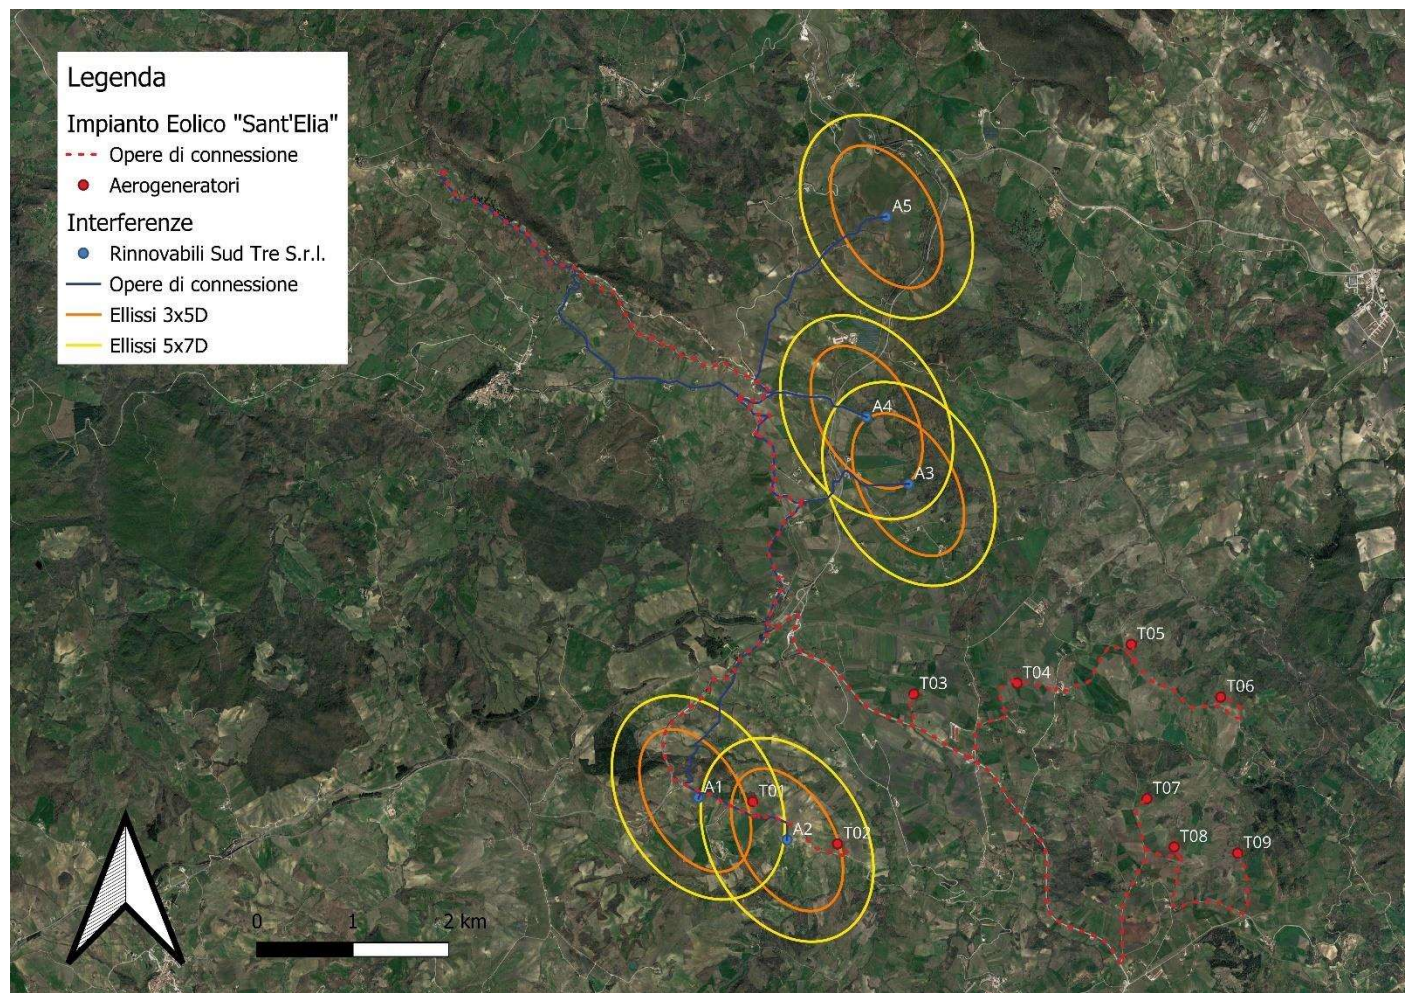 Legenda
Impianto Eolico "Sant'Elia"
Opere di connessione
Aerogeneratori
Interferenze
Rinnovabili Sud Tre S.r.l.
Opere di connessione
Ellissi 3x5D
Ellissi 5x7D
A5
A4
A3
T05
T04
T03
T06
A1
T01
T07
A2
T02
T08
T09
0 1 2 km